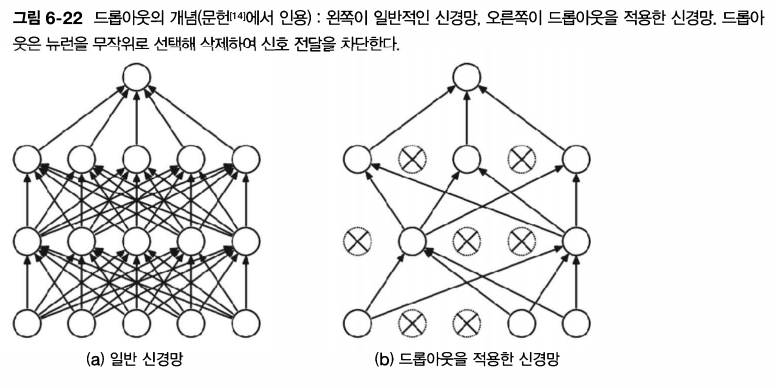 그림 6-22 드롭아웃의 개념(문헌[14]에서 인용) : 왼쪽이 일반적인 신경망, 오른쪽이 드롭아웃을 적용한 신경망. 드롭아
웃은 뉴런을 무작위로 선택해 삭제하여 신호 전달을 차단한다.
(a) 일반 신경망
(b) 드롭아웃을 적용한 신경망